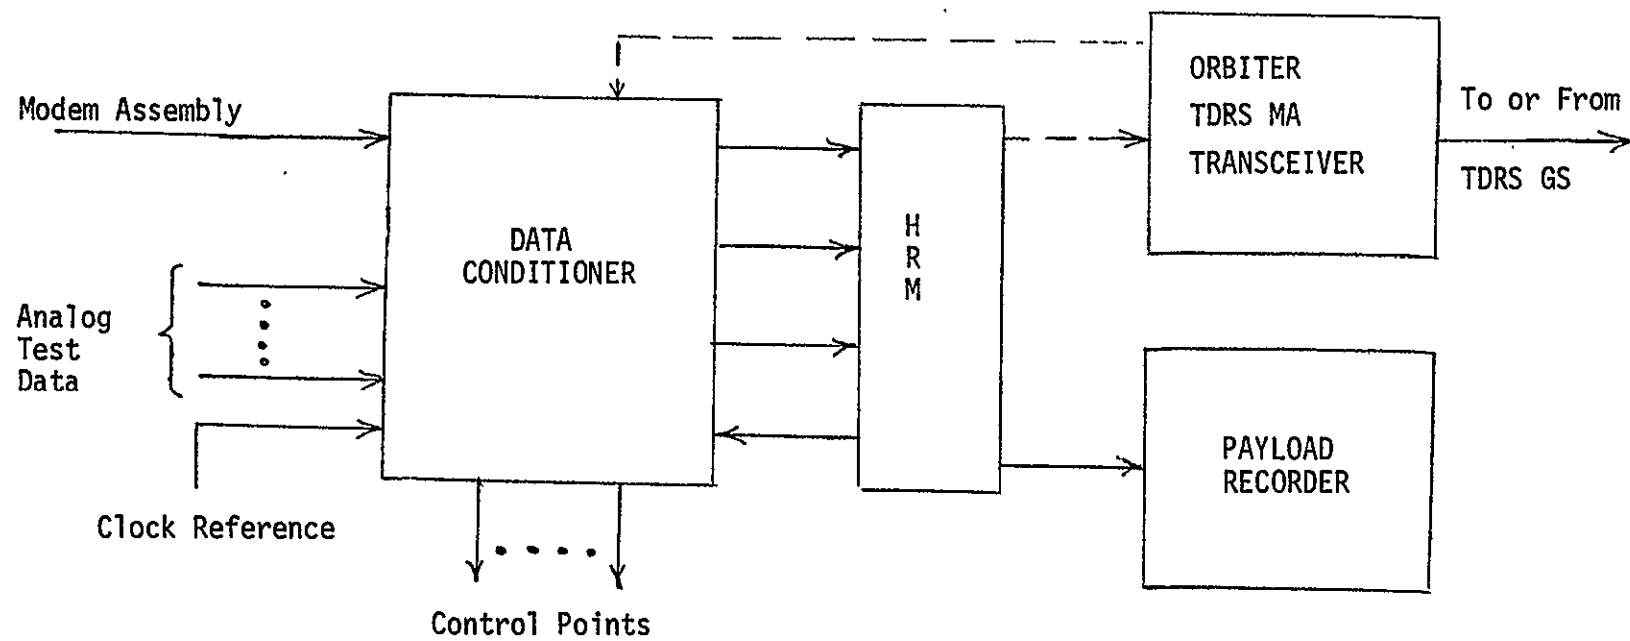 Modem Assembly
Analog
Test
Data
Clock Reference
DATA
CONDITIONER
Control Points
H
R
M
ORBITER
TDRS MA
TRANSCEIVER
To or From
TDRS GS
PAYLOAD
RECORDER